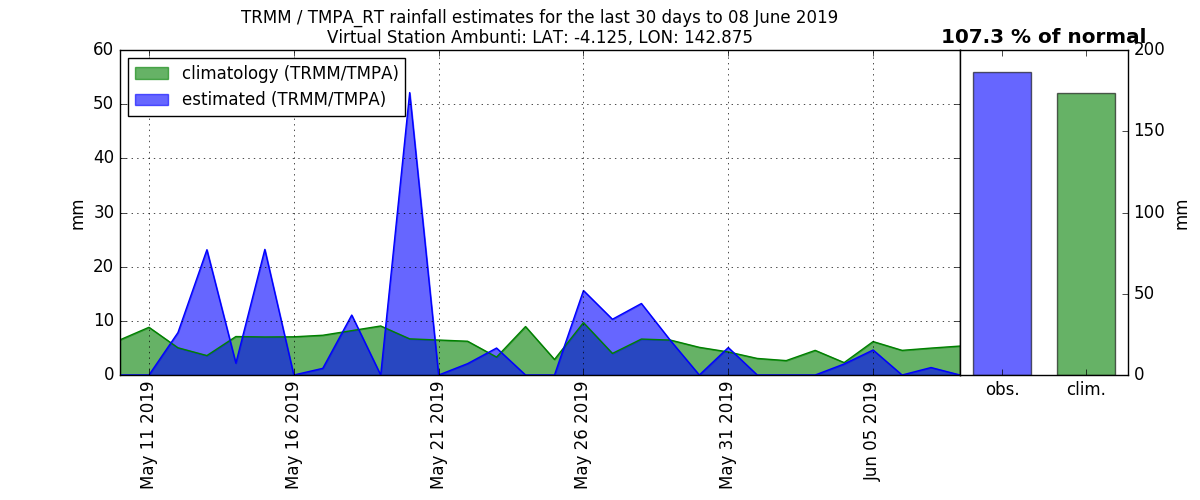 TRMM / TMPA_RT rainfall estimates for the last 30 days to 08 June 2019
Virtual Station Ambunti: LAT: -4.125, LON: 142.875
107.3 % of normal
climatology (TRMM/TMPA)
estimated (TRMM/TMPA)
60
50
40
30
20
10
0
mm
May 11 2019
May 16 2019
May 21 2019
May 26 2019
May 31 2019
Jun 05 2019
obs.
clim.
200
150
100
50
0
mm